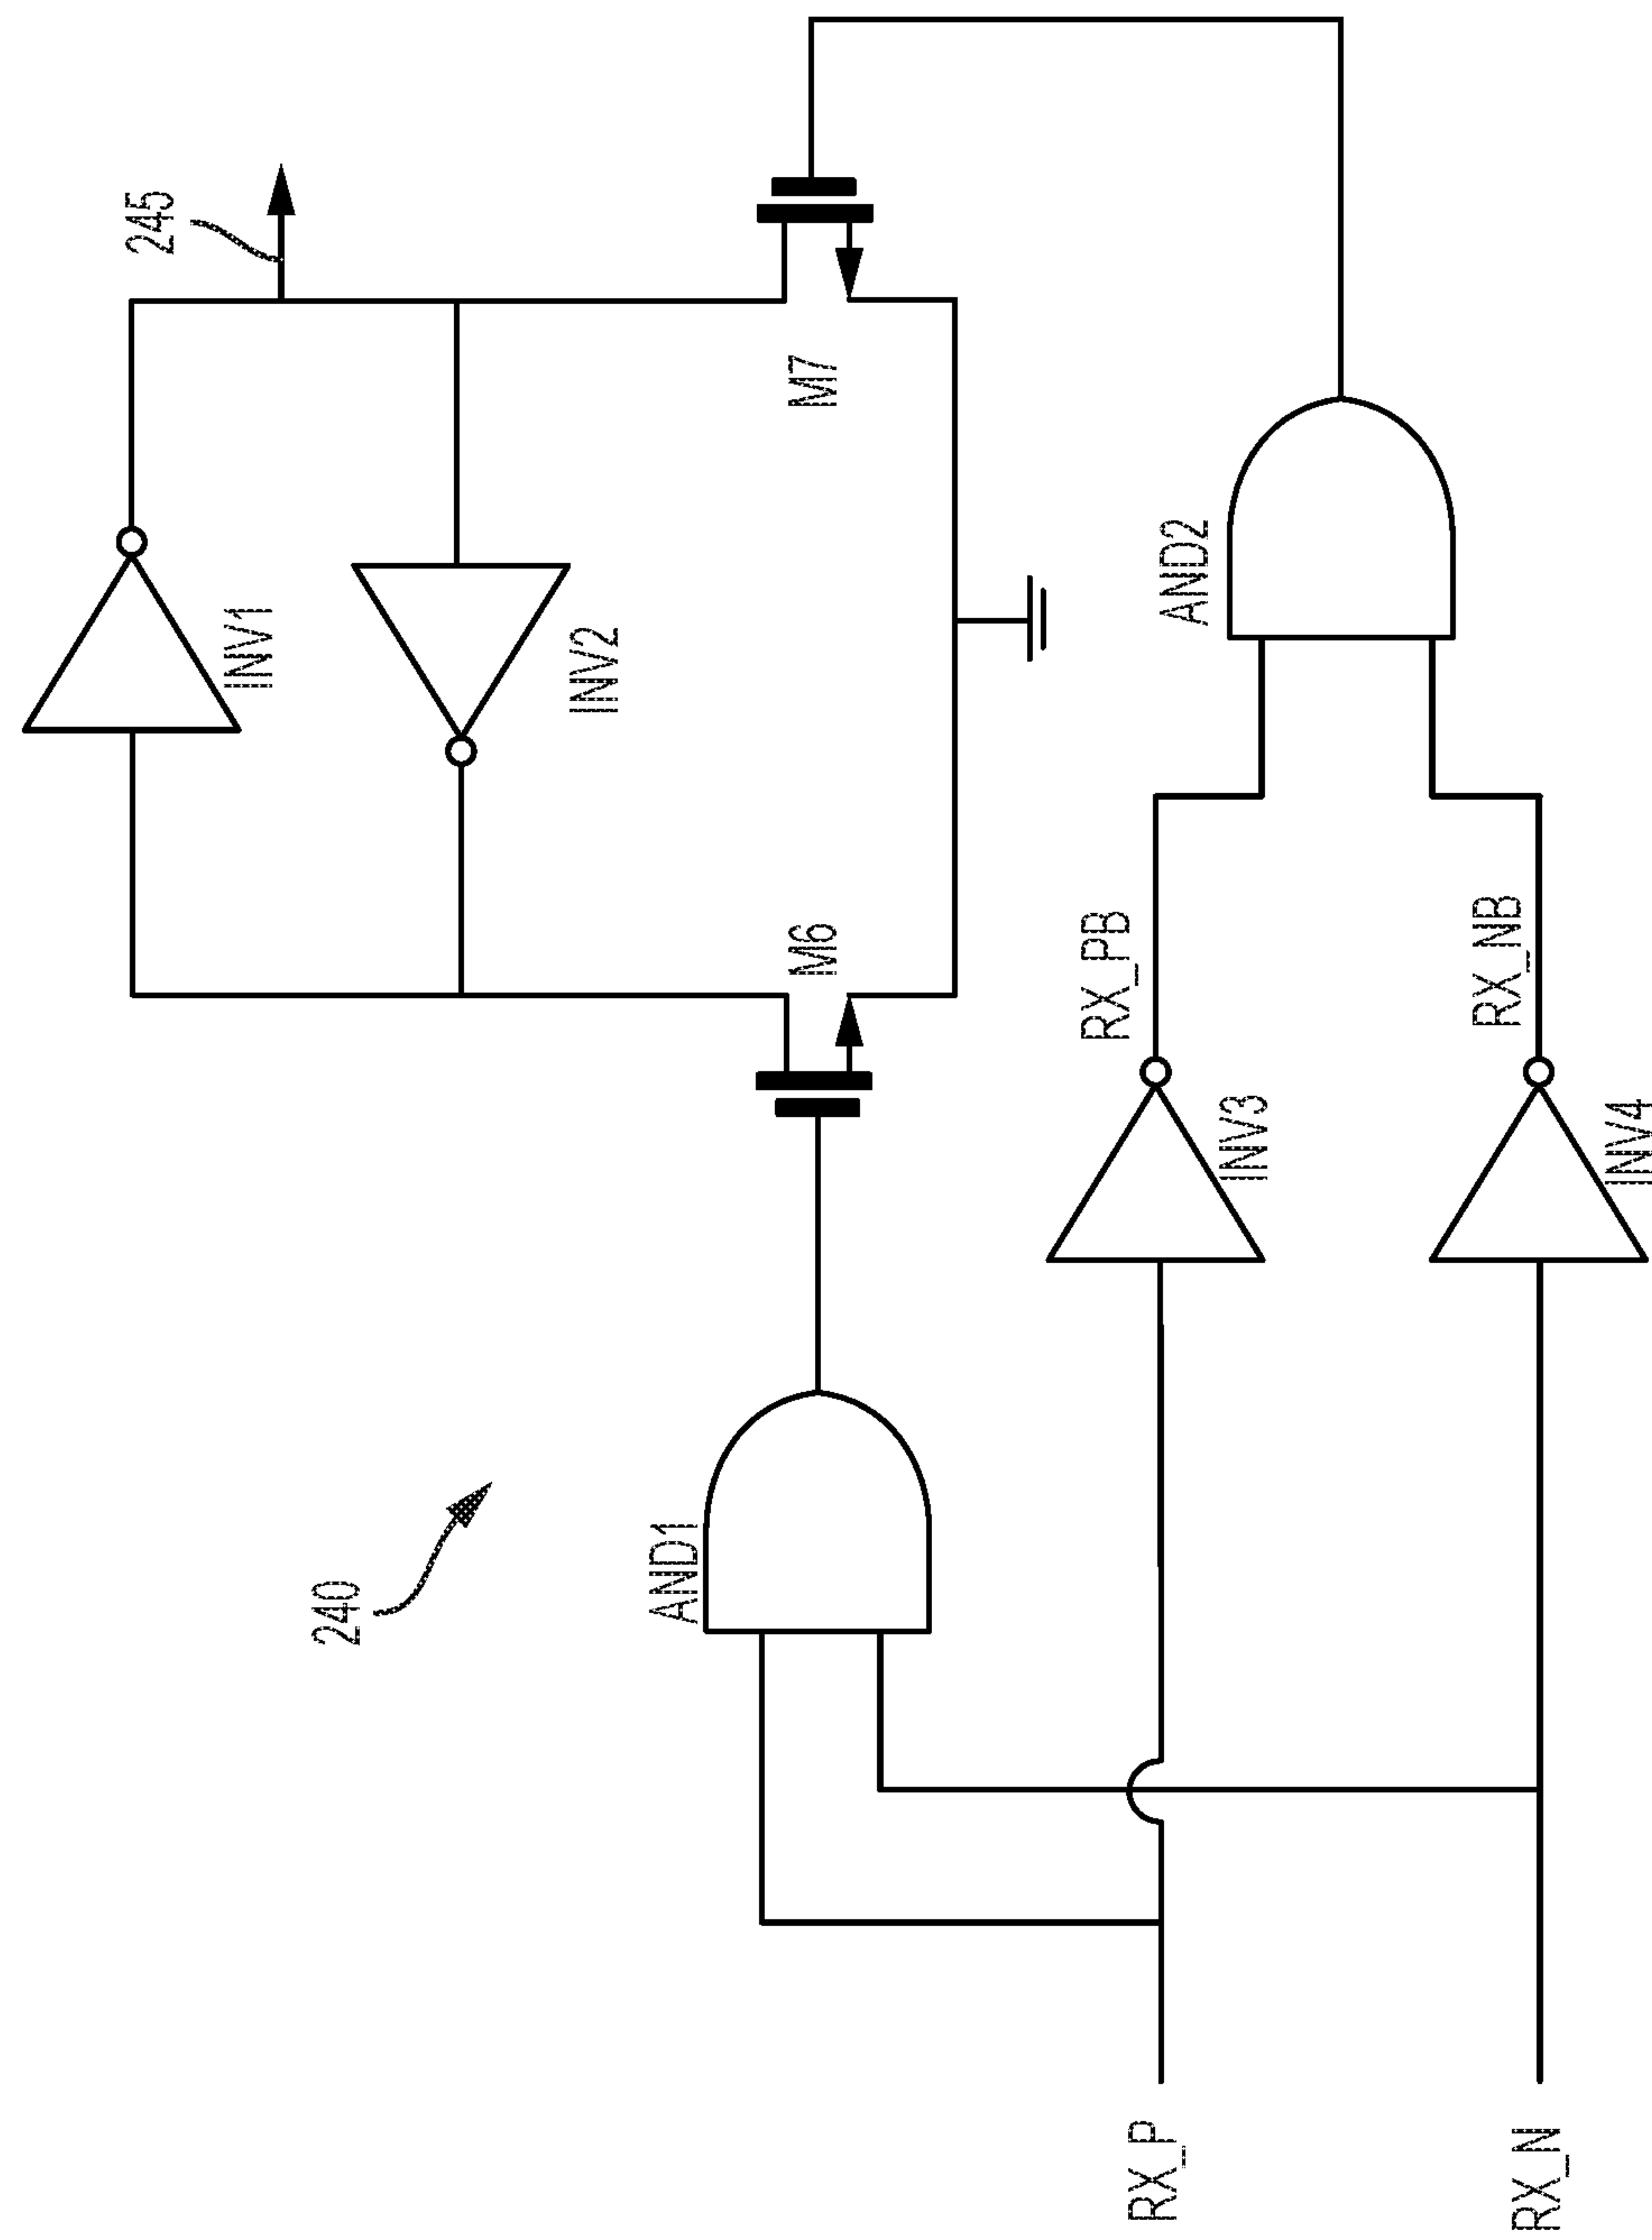 245
INV1
INV2
M7
M6
AND2
RX_PB
RX_NB
INV3
INV4
AND1
240
RX_P
RX_N